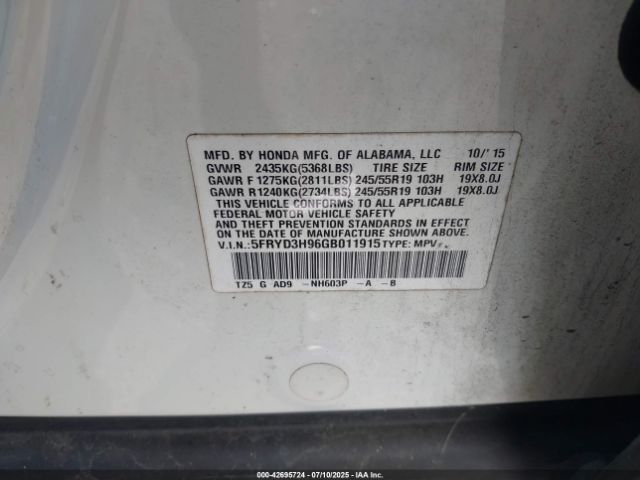 MFD. BY HONDA MFG. OF ALABAMA, LLC 10/'15
GVWR 2435KG(5368LBS) TIRE SIZE RIM SIZE
GAWR F 1275KG(2811LBS) 245/55R19 103H 19X8.0J
GAWR R 1240KG(2734LBS) 245/55R19 103H 19X8.0J
THIS VEHICLE CONFORMS TO ALL APPLICABLE
FEDERAL MOTOR VEHICLE SAFETY
AND THEFT PREVENTION STANDARDS IN EFFECT
ON THE DATE OF MANUFACTURE SHOWN ABOVE.
V.I.N.:5FRYD3H96GB011915 TYPE: MPV
TZ5 G AD9 -NH603P -A -B
000-42695724 - 07/10/2025 - IAAI.COM